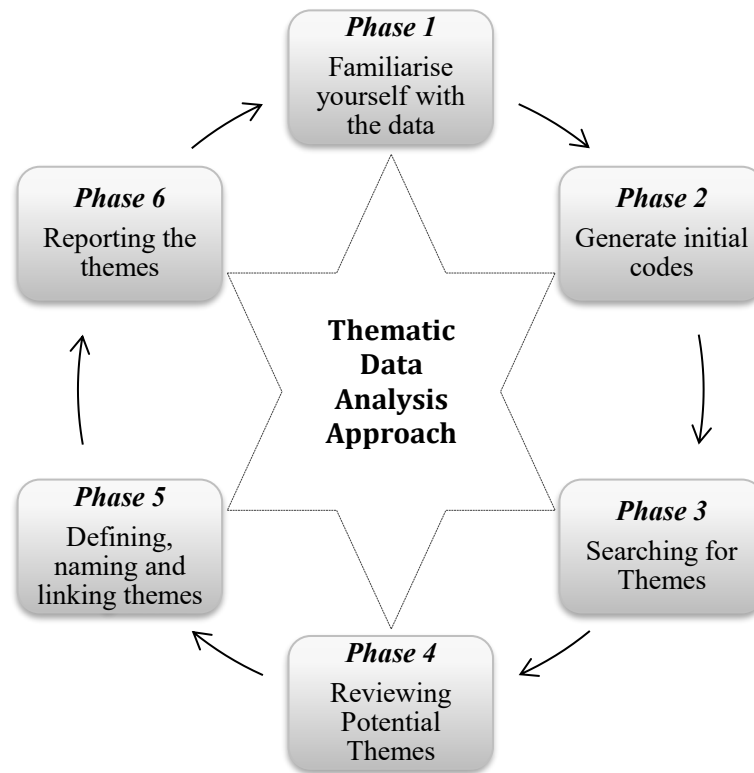 Phase 1
Familiarise
yourself with
the data
Phase 2
Generate initial
codes
Phase 3
Searching for
Themes
Phase 4
Reviewing
Potential
Themes
Phase 5
Defining,
naming and
linking themes
Phase 6
Reporting the
themes
Thematic
Data
Analysis
Approach